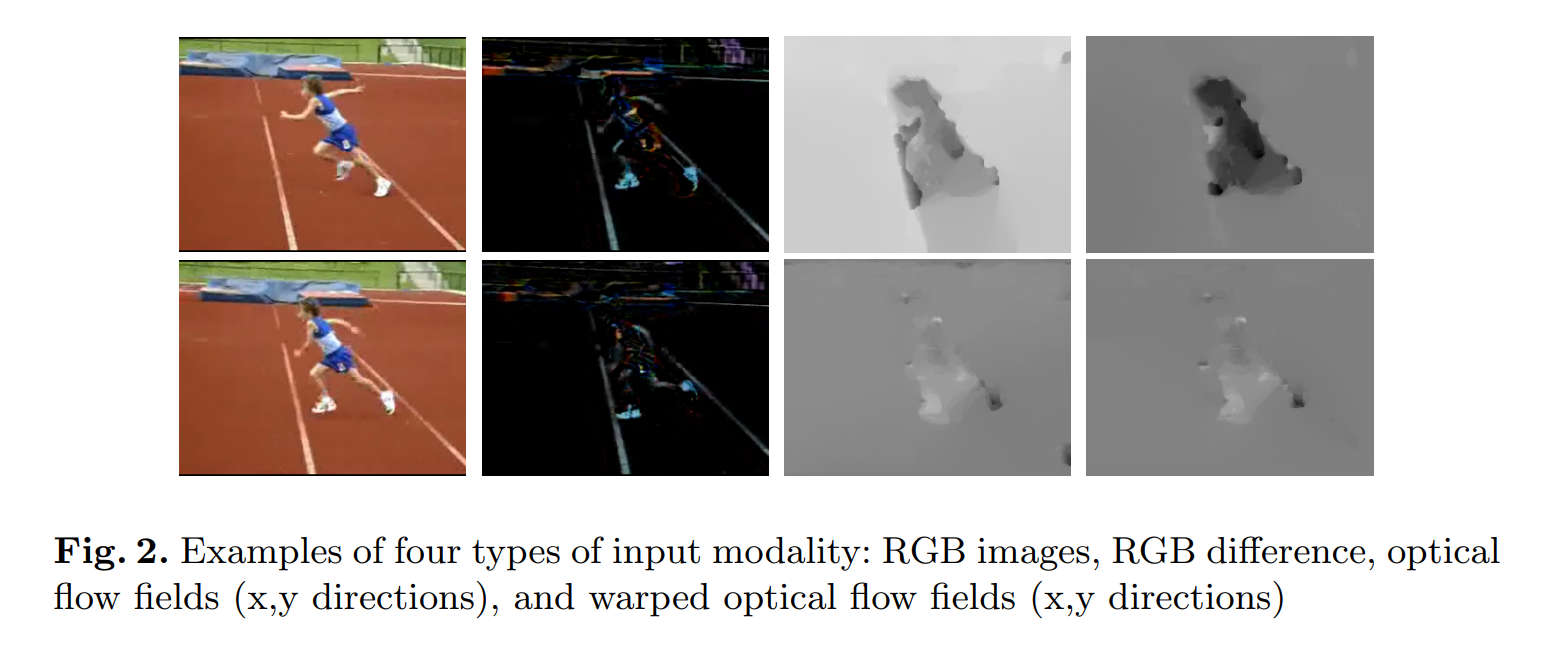 Fig. 2. Examples of four types of input modality: RGB images, RGB difference, optical
flow fields (x,y directions), and warped optical flow fields (x,y directions)